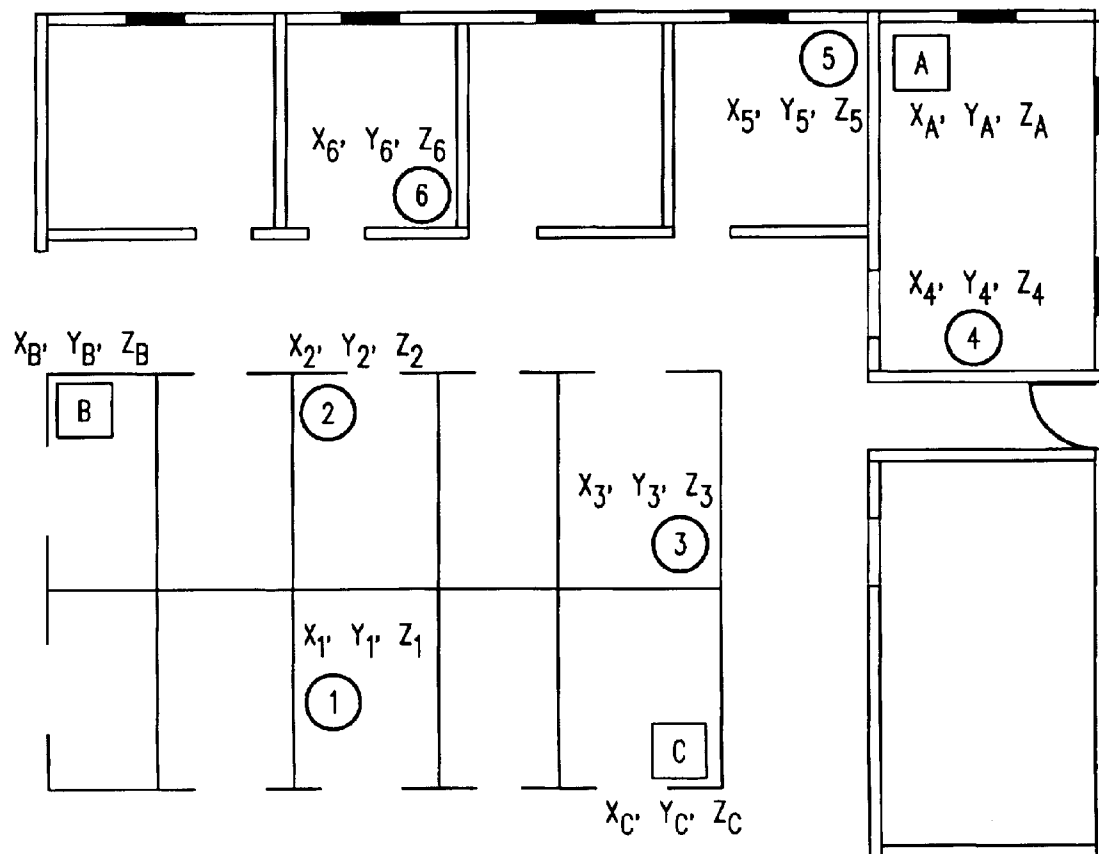 5
A
X5, Y5, Z5
XA, YA, ZA
X6, Y6, Z6
6
X4, Y4, Z4
4
XB, YB, ZB
X2, Y2, Z2
B
2
X3, Y3, Z3
3
X1, Y1, Z1
1
C
XC, YC, ZC